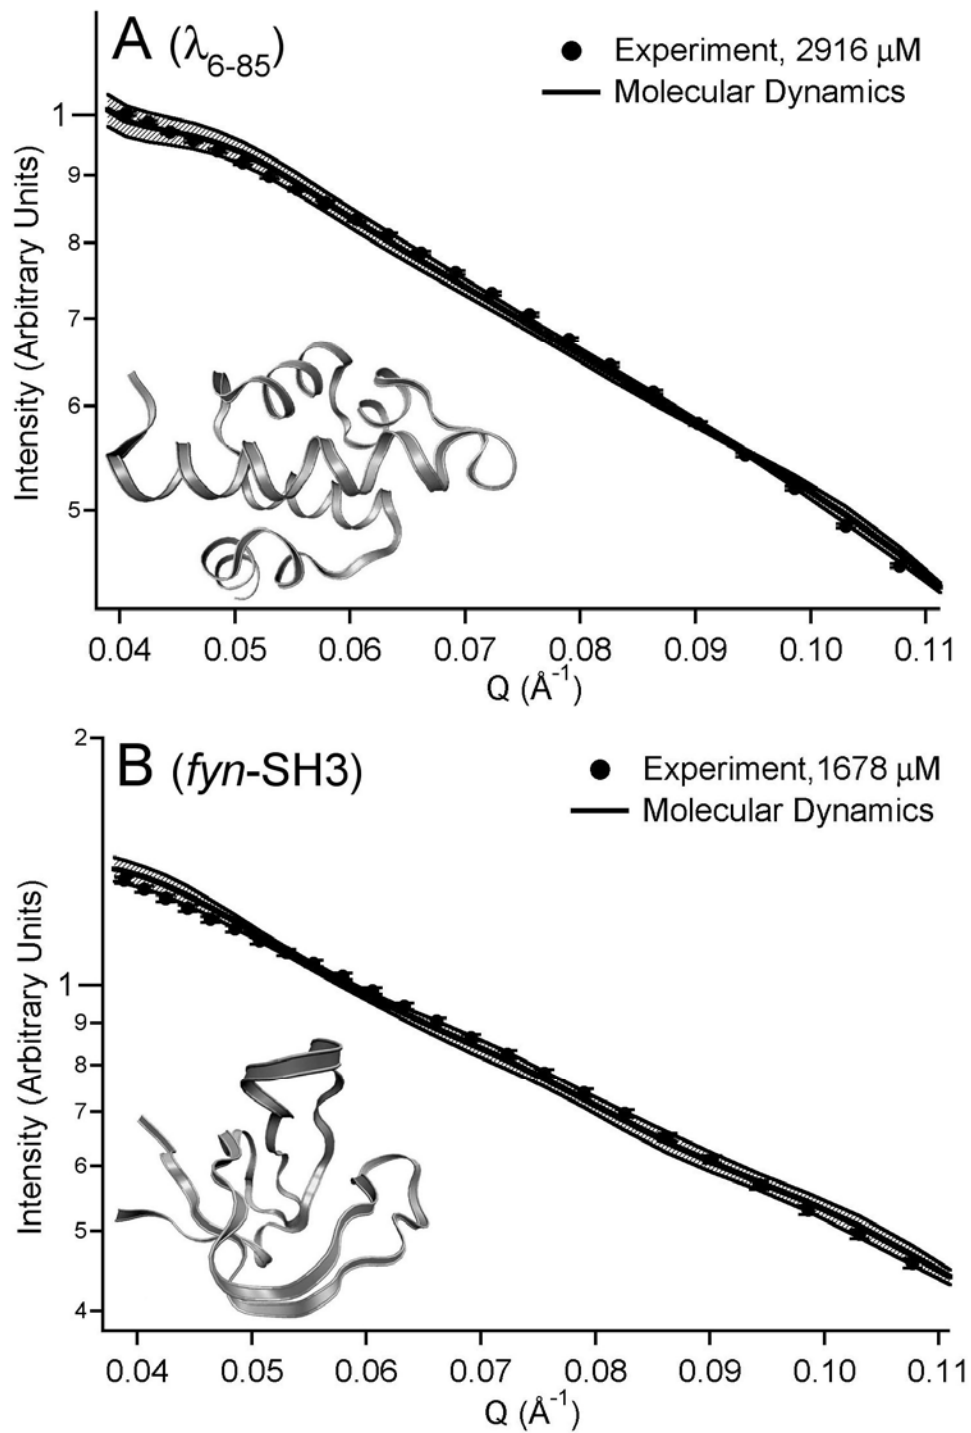 A (λ6-85)
Experiment, 2916 μM
Molecular Dynamics
1
9
8
7
6
5
Intensity (Arbitrary Units)
0.04 0.05 0.06 0.07 0.08 0.09 0.10 0.11
Q (Å-1)
B (fyn-SH3)
Experiment,1678 μM
Molecular Dynamics
2
1
9
8
7
6
5
4
Intensity (Arbitrary Units)
0.04 0.05 0.06 0.07 0.08 0.09 0.10 0.11
Q (Å-1)